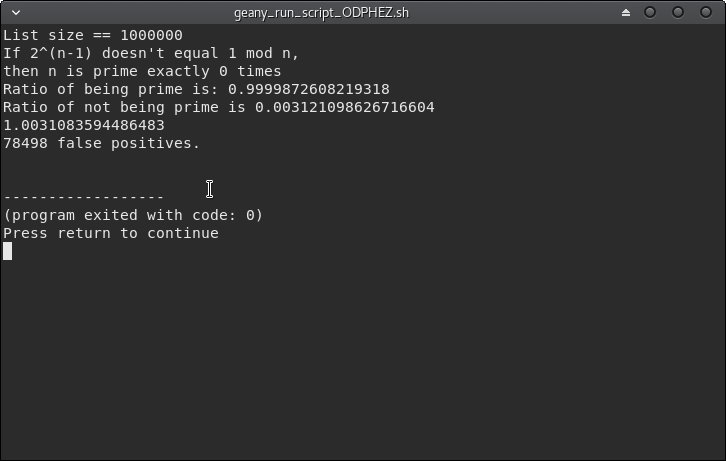 geany_run_script_ODPHEZ.sh
List size == 1000000
If 2^(n-1) doesn't equal 1 mod n,
then n is prime exactly 0 times
Ratio of being prime is: 0.9999872608219318
Ratio of not being prime is 0.003121098626716604
1.0031083594486483
78498 false positives.
------------------
(program exited with code: 0)
Press return to continue